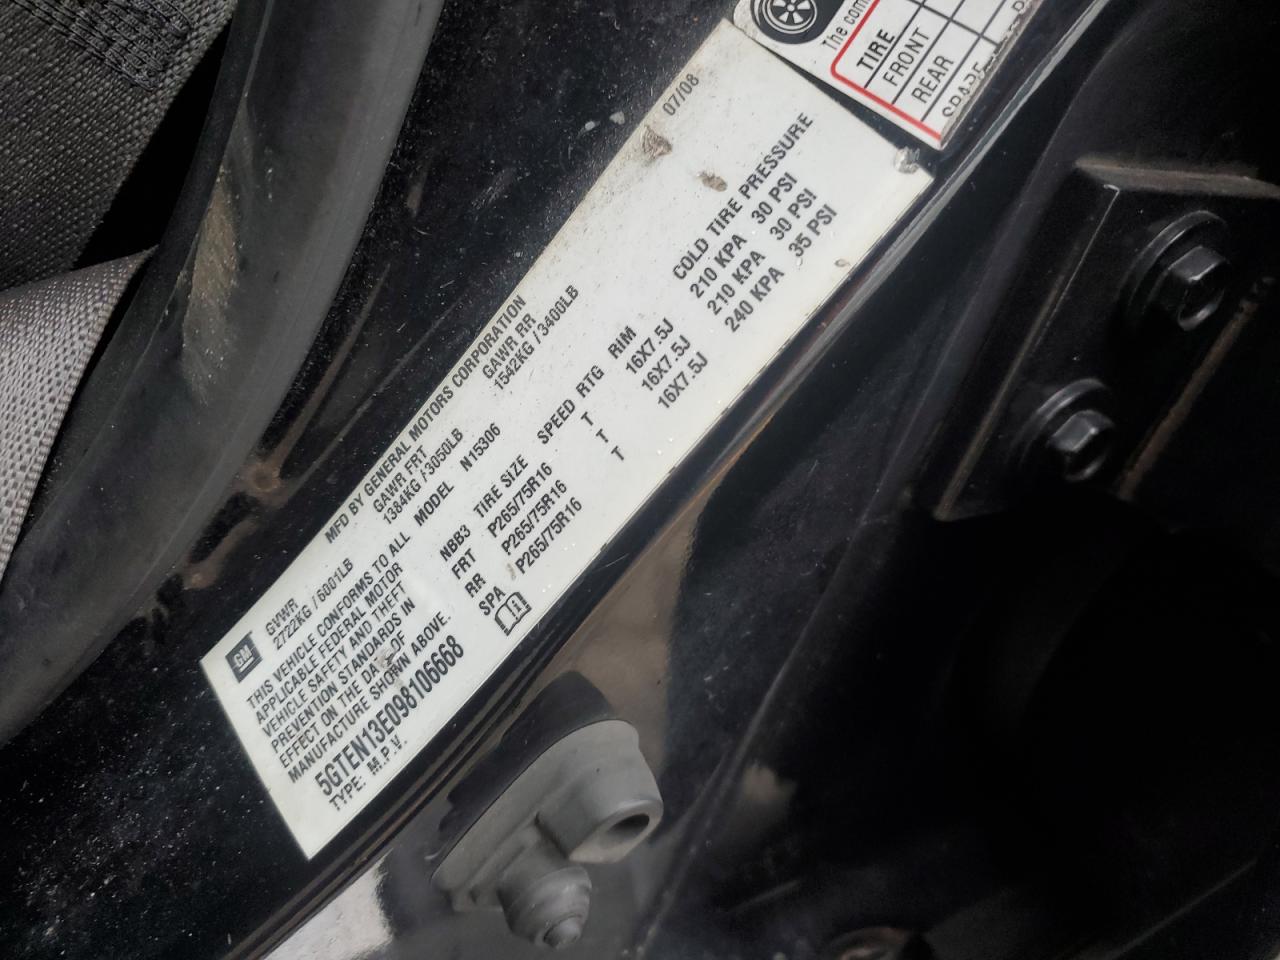 The com
TIRE
FRONT
REAR
SPARE
07/08
MFD BY GENERAL MOTORS CORPORATION
GM
GVWR GAWR FRT GAWR RR
2722KG / 6001LB 1384KG / 3050LB 1542KG / 3400LB
THIS VEHICLE CONFORMS TO ALL
APPLICABLE FEDERAL MOTOR
VEHICLE SAFETY AND THEFT
PREVENTION STANDARDS IN
EFFECT ON THE DATE OF
MANUFACTURE SHOWN ABOVE.
5GTEN13E098106668
TYPE: M.P.V.
MODEL N15306
NBB3 TIRE SIZE SPEED RTG RIM COLD TIRE PRESSURE
FRT P265/75R16 T 16X7.5J 210 KPA 30 PSI
RR P265/75R16 T 16X7.5J 210 KPA 30 PSI
SPA P265/75R16 T 16X7.5J 240 KPA 35 PSI